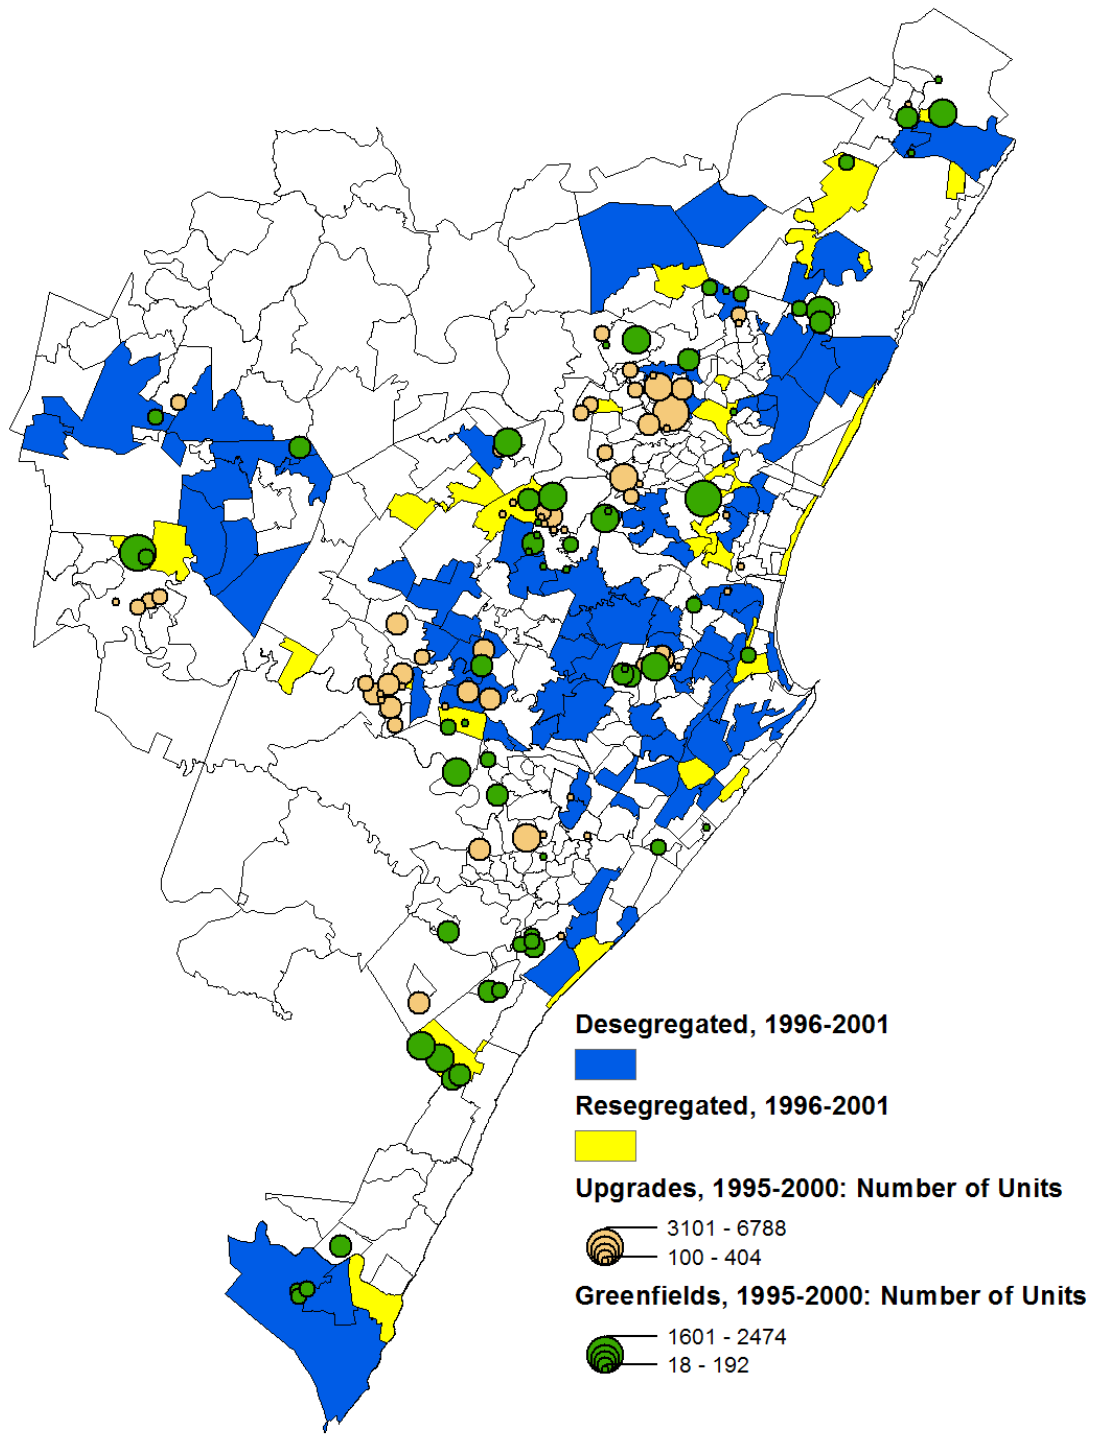 Desegregated, 1996-2001
Resegregated, 1996-2001
Upgrades, 1995-2000: Number of Units
3101 - 6788
100 - 404
Greenfields, 1995-2000: Number of Units
1601 - 2474
18 - 192